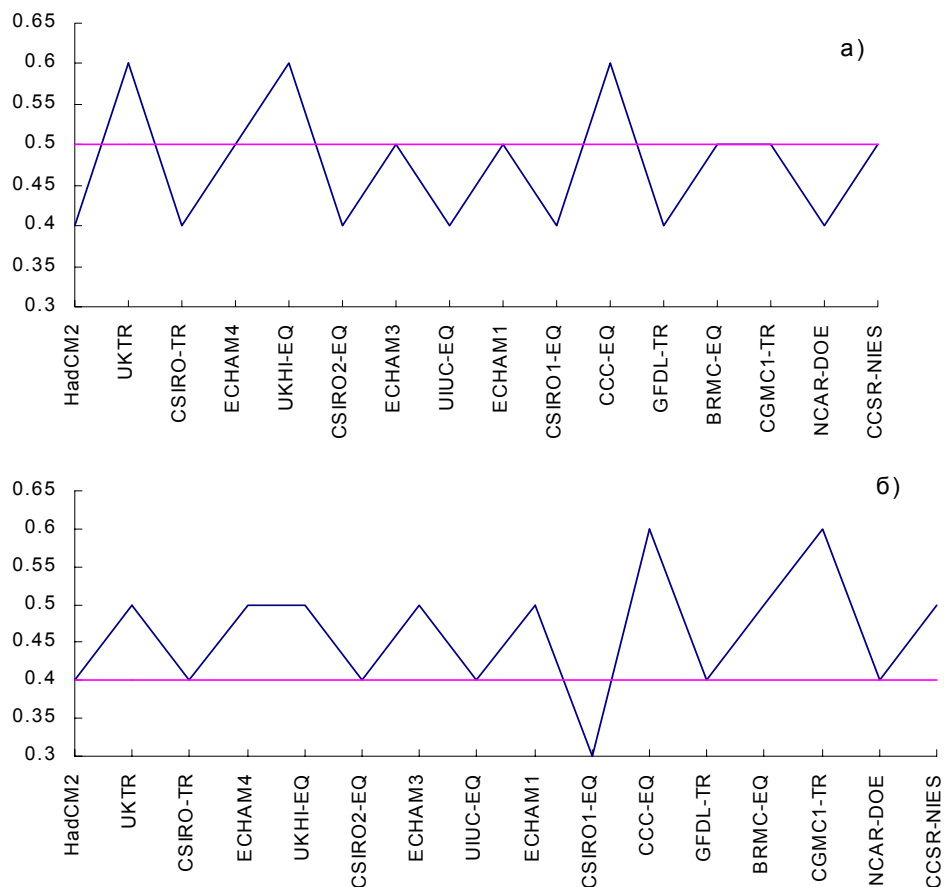 0.65
а)
0.6
0.55
0.5
0.45
0.4
0.35
0.3
HadCM2
UKTR
CSIRO-TR
ECHAM4
UKHI-EQ
CSIRO2-EQ
ECHAM3
UIUC-EQ
ECHAM1
CSIRO1-EQ
CCC-EQ
GFDL-TR
BRMC-EQ
CGMC1-TR
NCAR-DOE
CCSR-NIES
0.65
б)
0.6
0.55
0.5
0.45
0.4
0.35
0.3
HadCM2
UKTR
CSIRO-TR
ECHAM4
UKHI-EQ
CSIRO2-EQ
ECHAM3
UIUC-EQ
ECHAM1
CSIRO1-EQ
CCC-EQ
GFDL-TR
BRMC-EQ
CGMC1-TR
NCAR-DOE
CCSR-NIES